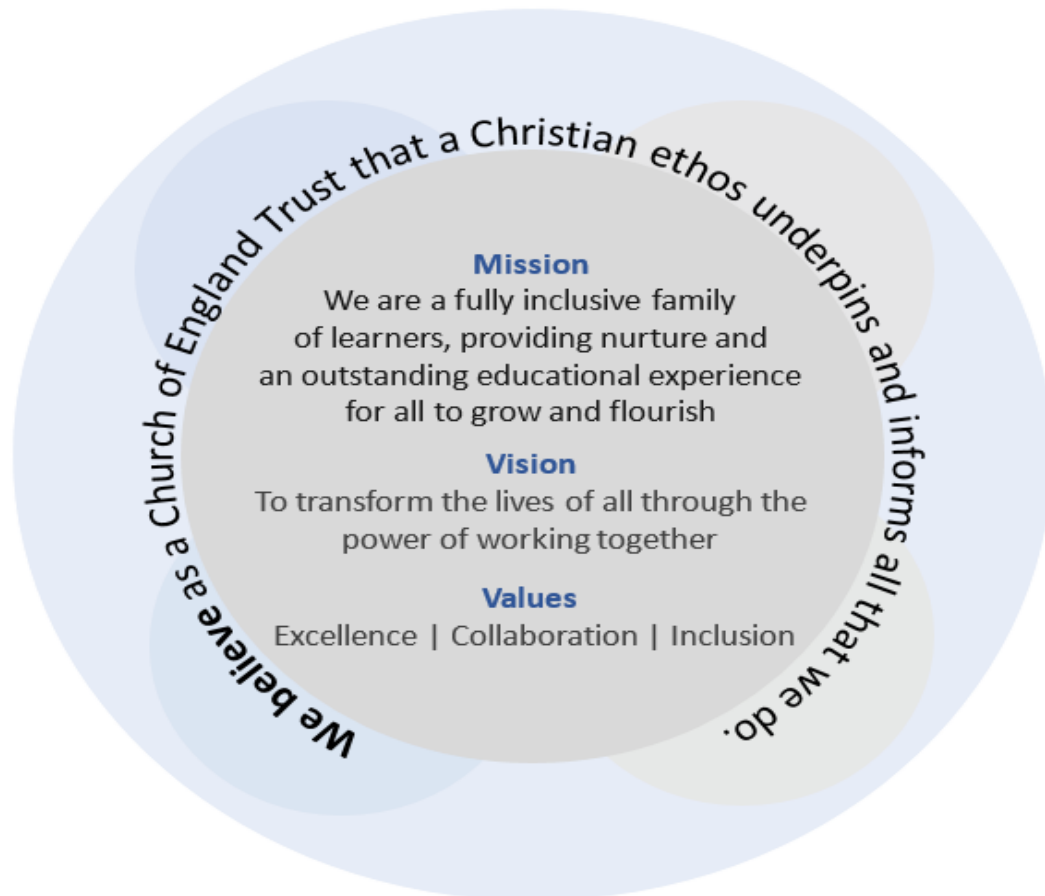 We believe as a Church of England Trust that a Christian ethos underpins and informs all that we do.
Mission
We are a fully inclusive family
of learners, providing nurture and
an outstanding educational experience
for all to grow and flourish
Vision
To transform the lives of all through the
power of working together
Values
Excellence | Collaboration | Inclusion